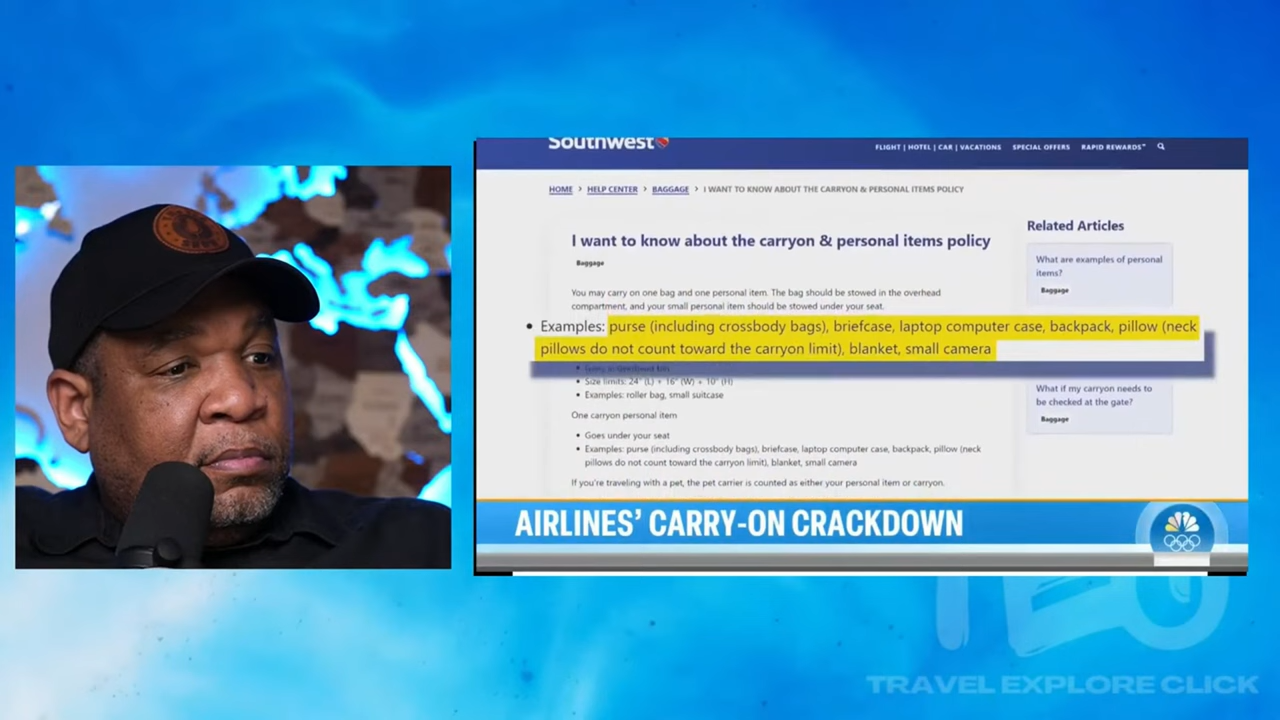 Southwest
FLIGHT | HOTEL | CAR | VACATIONS SPECIAL OFFERS RAPID REWARDS™
HOME > HELP CENTER > BAGGAGE > I WANT TO KNOW ABOUT THE CARRYON & PERSONAL ITEMS POLICY
I want to know about the carryon & personal items policy
Baggage
You may carry on one bag and one personal item. The bag should be stowed in the overhead
compartment, and your small personal item should be stowed under your seat.
• Examples: purse (including crossbody bags), briefcase, laptop computer case, backpack, pillow (neck
pillows do not count toward the carryon limit), blanket, small camera
• Size limits: 24" (L) + 16" (W) + 10" (H)
• Examples: roller bag, small suitcase
One carryon personal item
• Goes under your seat
• Examples: purse (including crossbody bags), briefcase, laptop computer case, backpack, pillow (neck
pillows do not count toward the carryon limit), blanket, small camera
If you're traveling with a pet, the pet carrier is counted as either your personal item or carryon.
Related Articles
What are examples of personal
items?
Baggage
What if my carryon needs to
be checked at the gate?
Baggage
AIRLINES' CARRY-ON CRACKDOWN
TRAVEL EXPLORE CLICK